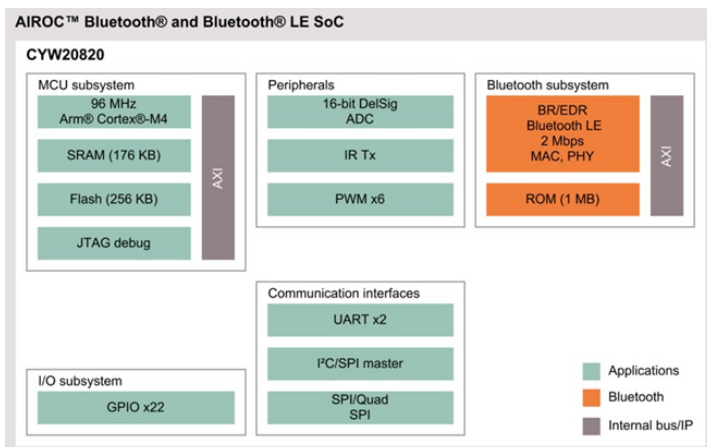 AIROC™ Bluetooth® and Bluetooth® LE SoC
CYW20820
MCU subsystem
96 MHz
Arm® Cortex®-M4
SRAM (176 KB)
Flash (256 KB)
JTAG debug
AXI
Peripherals
16-bit DelSig
ADC
IR Tx
PWM x6
Bluetooth subsystem
BR/EDR
Bluetooth LE
2 Mbps
MAC, PHY
ROM (1 MB)
AXI
Communication interfaces
UART x2
I²C/SPI master
SPI/Quad
SPI
I/O subsystem
GPIO x22
Applications
Bluetooth
Internal bus/IP